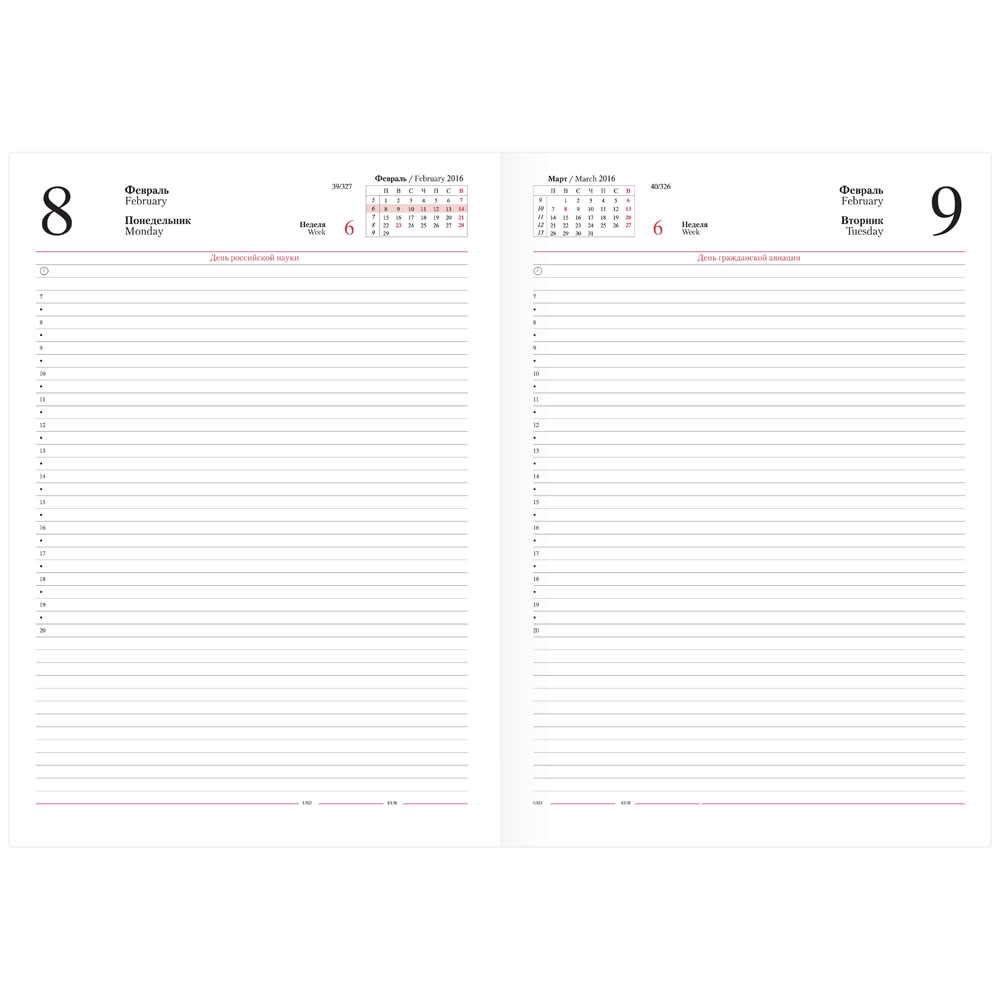 8
Февраль
February
Понедельник
Monday
39/327
Неделя
Week
6
Февраль / February 2016
П В С Ч П С В
5 1 2 3 4 5 6 7
6 8 9 10 11 12 13 14
7 15 16 17 18 19 20 21
8 22 23 24 25 26 27 28
9 29
День российской науки
7
8
9
10
11
12
13
14
15
16
17
18
19
20
USD EUR
Март / March 2016
П В С Ч П С В
9 1 2 3 4 5 6
10 7 8 9 10 11 12 13
11 14 15 16 17 18 19 20
12 21 22 23 24 25 26 27
13 28 29 30 31
40/326
6
Неделя
Week
Февраль
February
Вторник
Tuesday
9
День гражданской авиации
7
8
9
10
11
12
13
14
15
16
17
18
19
20
USD EUR